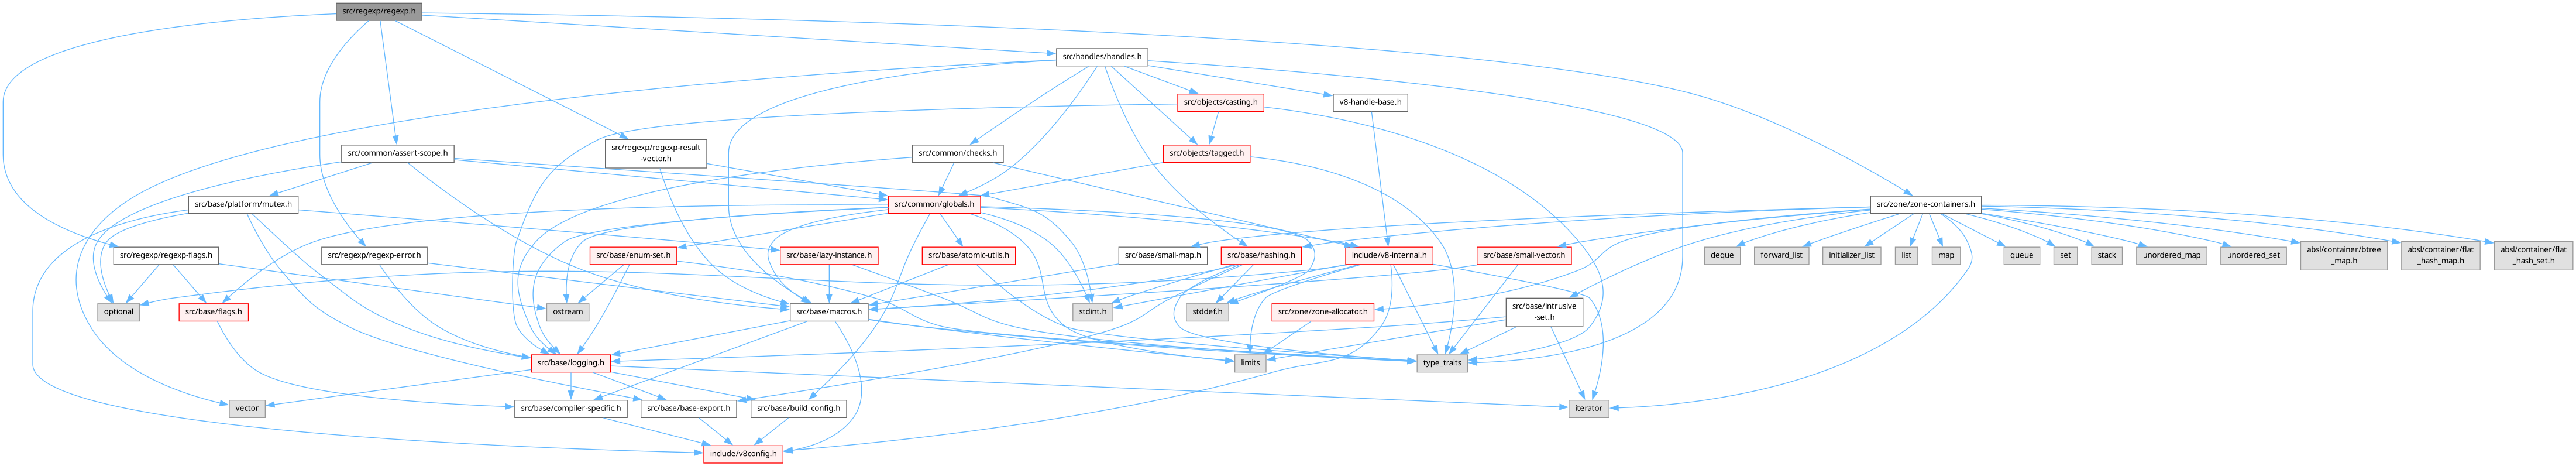 src/regexp/regexp.h
src/handles/handles.h
src/objects/casting.h
v8-handle-base.h
src/common/assert-scope.h
src/regexp/regexp-result
-vector.h
src/common/checks.h
src/objects/tagged.h
src/base/platform/mutex.h
src/common/globals.h
src/zone/zone-containers.h
src/regexp/regexp-flags.h
src/regexp/regexp-error.h
src/base/enum-set.h
src/base/lazy-instance.h
src/base/atomic-utils.h
src/base/small-map.h
src/base/hashing.h
include/v8-internal.h
src/base/small-vector.h
deque
forward_list
initializer_list
list
map
queue
set
stack
unordered_map
unordered_set
absl/container/btree
_map.h
absl/container/flat
_hash_map.h
absl/container/flat
_hash_set.h
optional
src/base/flags.h
ostream
src/base/macros.h
stdint.h
stddef.h
src/zone/zone-allocator.h
src/base/intrusive
-set.h
src/base/logging.h
limits
type_traits
vector
src/base/compiler-specific.h
src/base/base-export.h
src/base/build_config.h
iterator
include/v8config.h